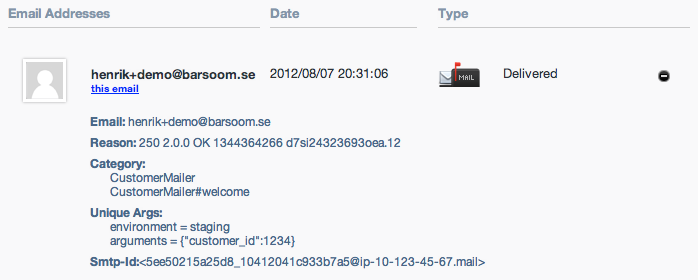 Email Addresses Date Type
henrik+demo@barsoom.se 2012/08/07 20:31:06 MAIL Delivered
this email
Email: henrik+demo@barsoom.se
Reason: 250 2.0.0 OK 1344364266 d7si24323693oea.12
Category:
CustomerMailer
CustomerMailer#welcome
Unique Args:
environment = staging
arguments = {"customer_id":1234}
Smtp-Id:<5ee50215a25d8_10412041c933b7a5@ip-10-123-45-67.mail>